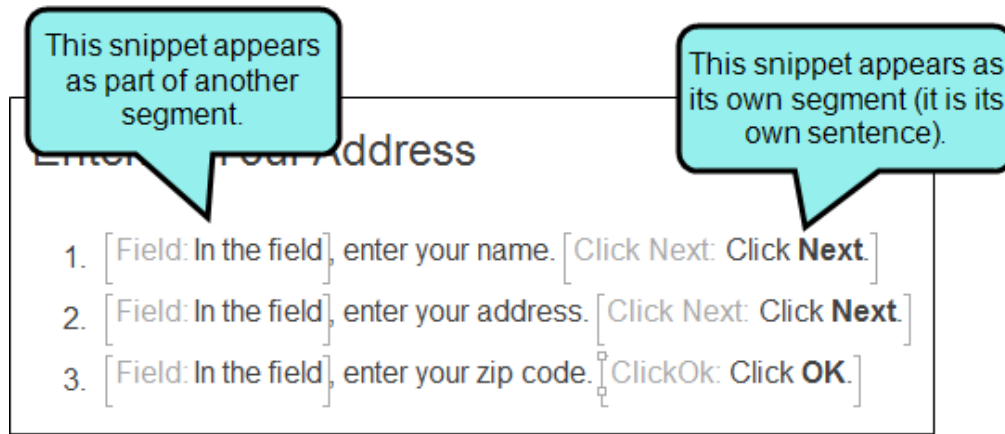 This snippet appears
as part of another
segment.
This snippet appears as
its own segment (it is its
own sentence).
Address
1. [Field: In the field], enter your name. [Click Next: Click Next.]
2. [Field: In the field], enter your address. [Click Next: Click Next.]
3. [Field: In the field], enter your zip code. [ClickOk: Click OK.]